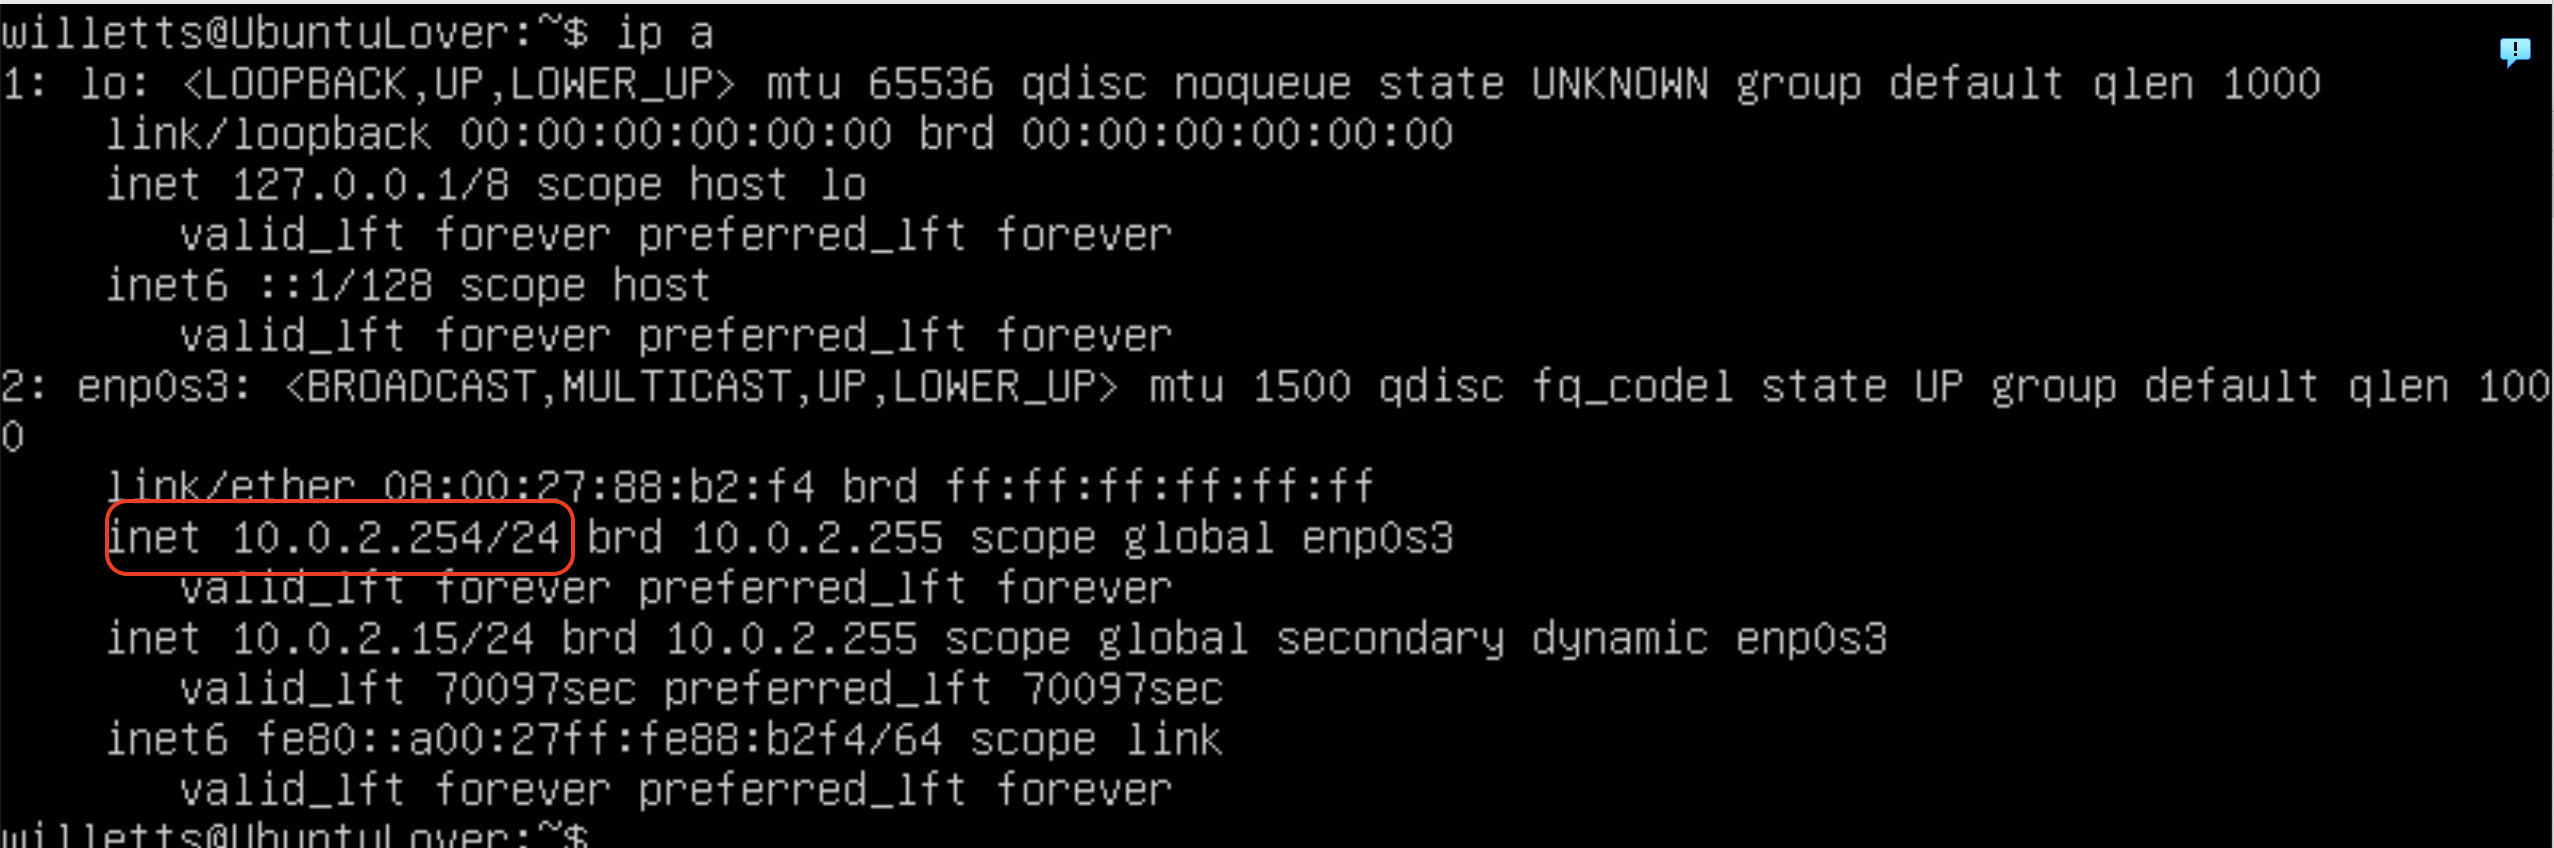 willetts@UbuntuLover:~$ ip a
1: lo: <LOOPBACK,UP,LOWER_UP> mtu 65536 qdisc noqueue state UNKNOWN group default qlen 1000
    link/loopback 00:00:00:00:00:00 brd 00:00:00:00:00:00
    inet 127.0.0.1/8 scope host lo
       valid_lft forever preferred_lft forever
    inet6 ::1/128 scope host
       valid_lft forever preferred_lft forever
2: enp0s3: <BROADCAST,MULTICAST,UP,LOWER_UP> mtu 1500 qdisc fq_codel state UP group default qlen 100
0
    link/ether 08:00:27:88:b2:f4 brd ff:ff:ff:ff:ff:ff
    inet 10.0.2.254/24 brd 10.0.2.255 scope global enp0s3
       valid_lft forever preferred_lft forever
    inet 10.0.2.15/24 brd 10.0.2.255 scope global secondary dynamic enp0s3
       valid_lft 70097sec preferred_lft 70097sec
    inet6 fe80::a00:27ff:fe88:b2f4/64 scope link
       valid_lft forever preferred_lft forever
willetts@UbuntuLover:~$